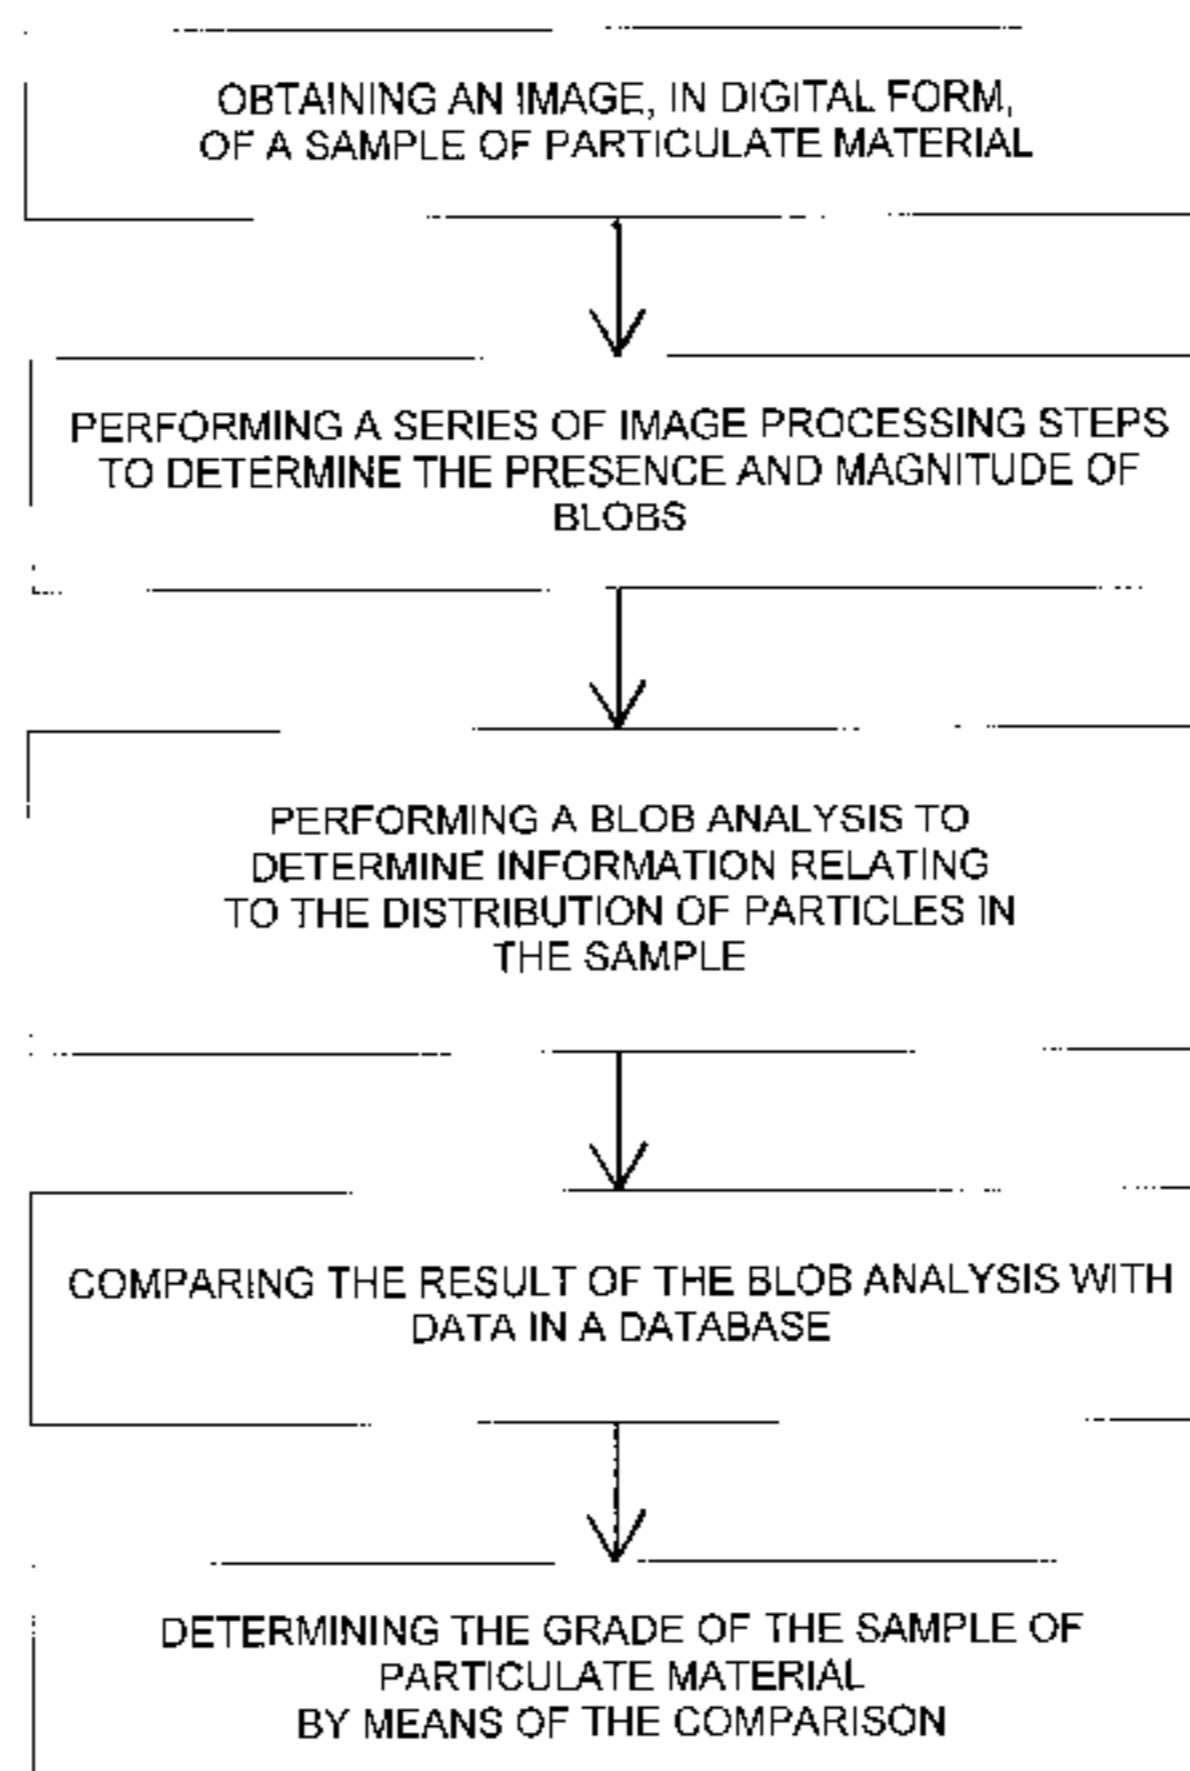 OBTAINING AN IMAGE, IN DIGITAL FORM,
OF A SAMPLE OF PARTICULATE MATERIAL
PERFORMING A SERIES OF IMAGE PROCESSING STEPS
TO DETERMINE THE PRESENCE AND MAGNITUDE OF
BLOBS
PERFORMING A BLOB ANALYSIS TO
DETERMINE INFORMATION RELATING
TO THE DISTRIBUTION OF PARTICLES IN
THE SAMPLE
COMPARING THE RESULT OF THE BLOB ANALYSIS WITH
DATA IN A DATABASE
DETERMINING THE GRADE OF THE SAMPLE OF
PARTICULATE MATERIAL
BY MEANS OF THE COMPARISON